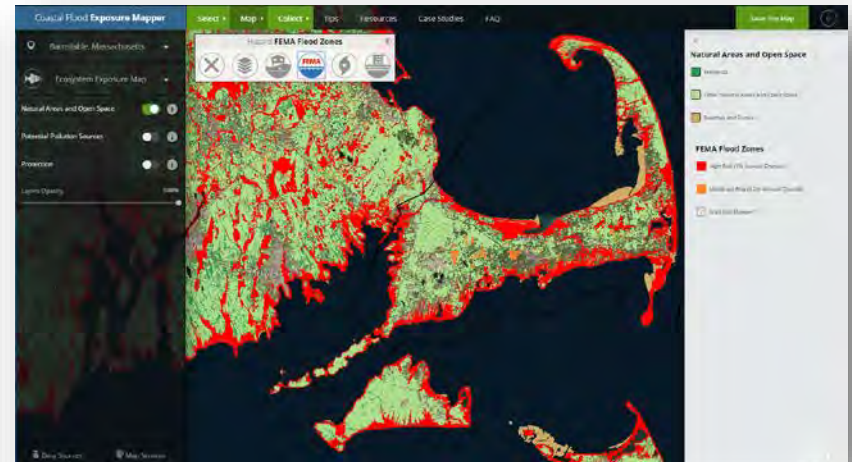 Coastal Flood Exposure Mapper
Select Map Collect Tips Resources Case Studies FAQ
Save This Map
Barnstable, Massachusetts
Ecosystem Exposure Map
Natural Areas and Open Space
Potential Pollution Sources
Protection
Layers Opacity 100%
Data Sources Map Services
Hazard: FEMA Flood Zones
FEMA
Natural Areas and Open Space
Wetlands
Other Natural Areas and Open Space
Beaches and Dunes
FEMA Flood Zones
High Risk (1% Annual Chance)